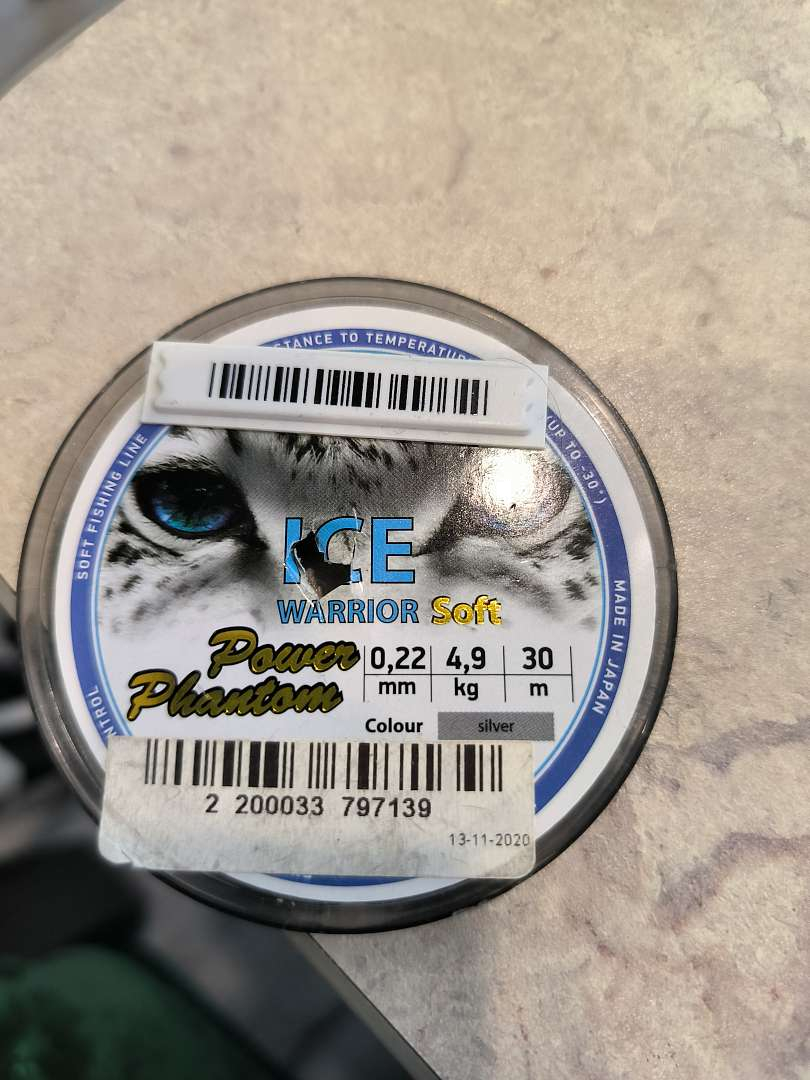 STANCE TO TEMPERATU
(UP TO -30°)
SOFT FISHING LINE
MADE IN JAPAN
NTROL
ICE
WARRIOR Soft
Power
Phantom
0,22 4,9 30
mm kg m
Colour silver
2 200033 797139
13-11-2020